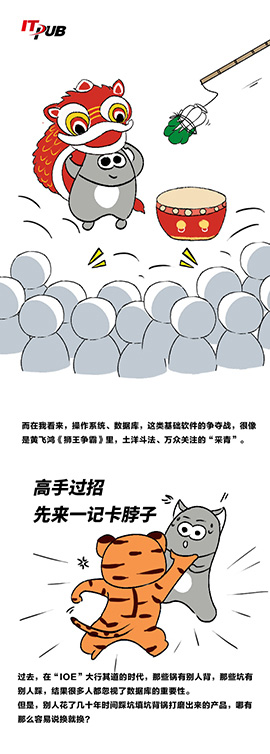 ITPUB
而在我看来，操作系统、数据库，这类基础软件的争夺战，很像
是黄飞鸿《狮王争霸》里，土洋斗法、万众关注的“采青”。
高手过招
先来一记卡脖子
过去，在“IOE”大行其道的时代，那些锅有别人背，那些坑有
别人踩，结果很多人都忽视了数据库的重要性。
但是，别人花了几十年时间踩坑填坑背锅打磨出来的产品，哪有
那么容易说换就换？